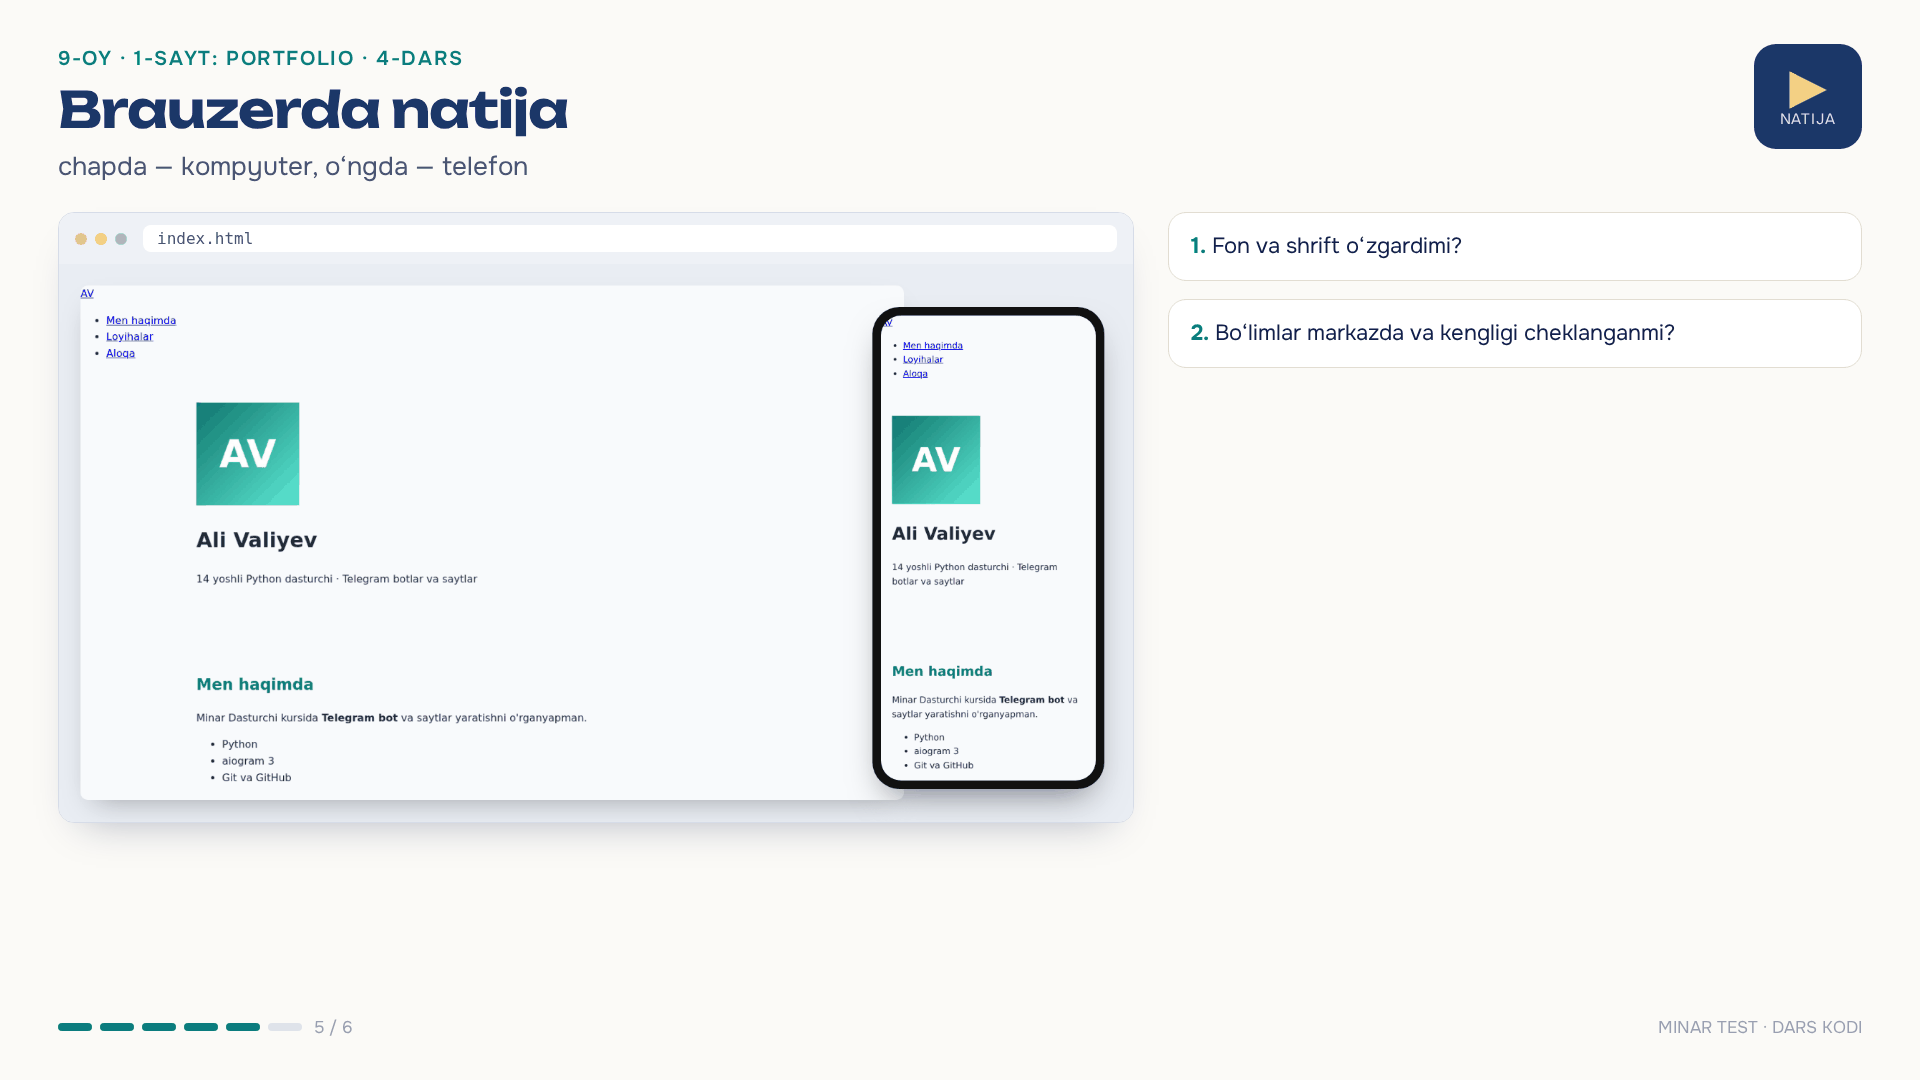 9-OY · 1-SAYT: PORTFOLIO · 4-DARS
Brauzerda natija
chapda — kompyuter, o‘ngda — telefon
NATIJA
index.html
AV
• Men haqimda
• Loyihalar
• Aloqa
AV
Ali Valiyev
14 yoshli Python dasturchi · Telegram botlar va saytlar
Men haqimda
Minar Dasturchi kursida Telegram bot va saytlar yaratishni o'rganyapman.
• Python
• aiogram 3
• Git va GitHub
AV
• Men haqimda
• Loyihalar
• Aloqa
AV
Ali Valiyev
14 yoshli Python dasturchi · Telegram
botlar va saytlar
Men haqimda
Minar Dasturchi kursida Telegram bot va
saytlar yaratishni o'rganyapman.
• Python
• aiogram 3
• Git va GitHub
1. Fon va shrift o‘zgardimi?
2. Bo‘limlar markazda va kengligi cheklanganmi?
5 / 6
MINAR TEST · DARS KODI